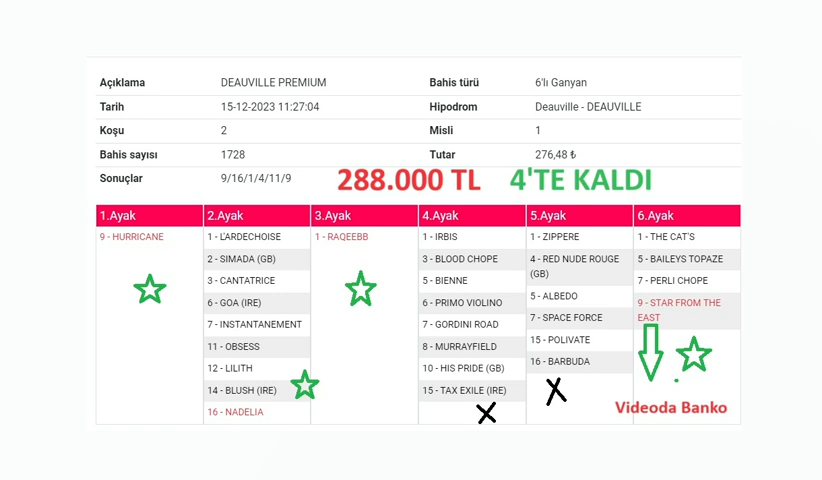 Açıklama DEAUVILLE PREMIUM Bahis türü 6'lı Ganyan
Tarih 15-12-2023 11:27:04 Hipodrom Deauville - DEAUVILLE
Koşu 2 Misli 1
Bahis sayısı 1728 Tutar 276,48 ₺
Sonuçlar 9/16/1/4/11/9 288.000 TL 4'TE KALDI
1.Ayak 2.Ayak 3.Ayak 4.Ayak 5.Ayak 6.Ayak
9 - HURRICANE 1 - L'ARDECHOISE 1 - RAQEEBB 1 - IRBIS 1 - ZIPPERE 1 - THE CAT'S
2 - SIMADA (GB) 3 - BLOOD CHOPE 4 - RED NUDE ROUGE 5 - BAILEYS TOPAZE
(GB)
3 - CANTATRICE 5 - BIENNE 7 - PERLI CHOPE
6 - GOA (IRE) 6 - PRIMO VIOLINO 5 - ALBEDO 9 - STAR FROM THE
EAST
7 - INSTANTANEMENT 7 - GORDINI ROAD 7 - SPACE FORCE
11 - OBSESS 8 - MURRAYFIELD 15 - POLIVATE
12 - LILITH 10 - HIS PRIDE (GB) 16 - BARBUDA
14 - BLUSH (IRE) 15 - TAX EXILE (IRE)
16 - NADELIA
Videoda Banko